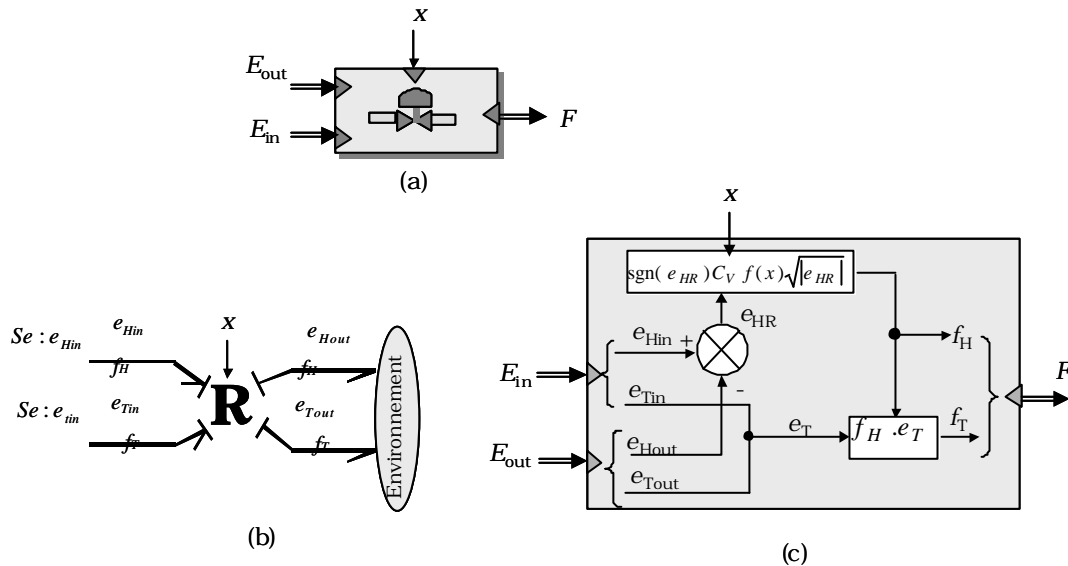 x
E_out
E_in
F
(a)
x
sgn( e_HR ) C_V f(x) √|e_HR|
e_HR
e_Hin +
-
E_in
e_Tin
E_out
e_Hout
e_Tout
e_T
f_H . e_T
f_H
f_T
F
(c)
Se : e_Hin
e_Hin
f_H
x
e_Hout
f_H
Se : e_tin
e_Tin
f_T
R
e_Tout
f_T
Environnement
(b)